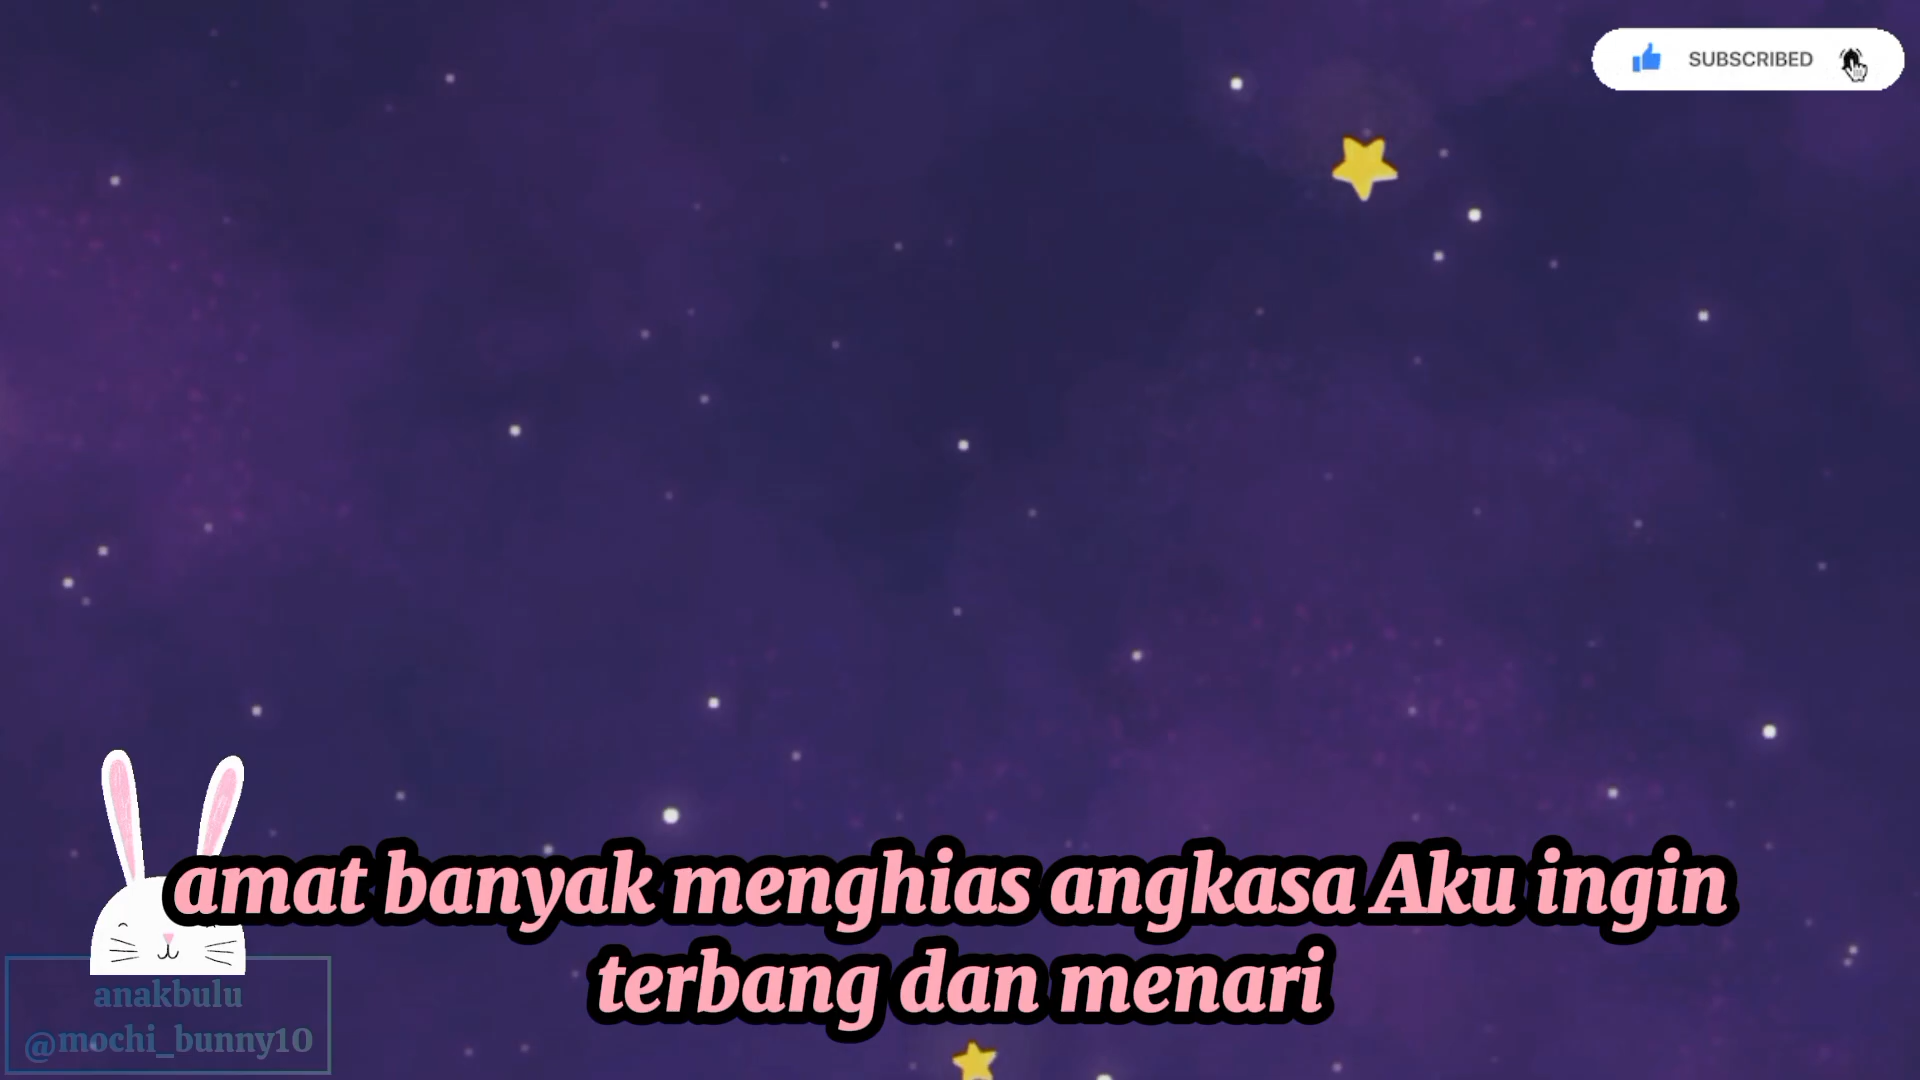 SUBSCRIBED
amat banyak menghias angkasa Aku ingin
terbang dan menari
anakbulu
@mochi_bunny10